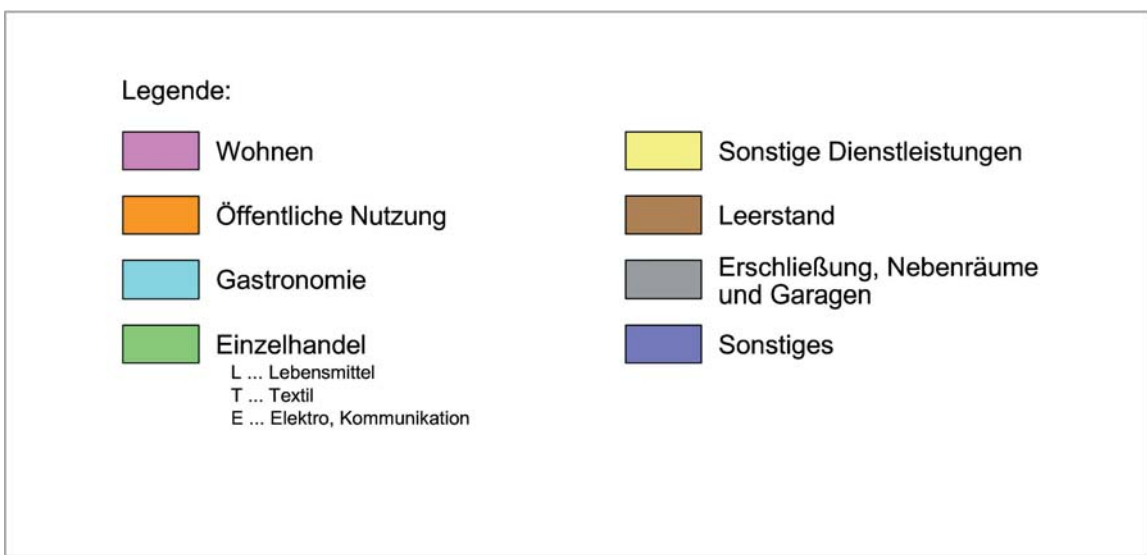 Legende:
Wohnen
Öffentliche Nutzung
Gastronomie
Einzelhandel
L ... Lebensmittel
T ... Textil
E ... Elektro, Kommunikation
Sonstige Dienstleistungen
Leerstand
Erschließung, Nebenräume
und Garagen
Sonstiges